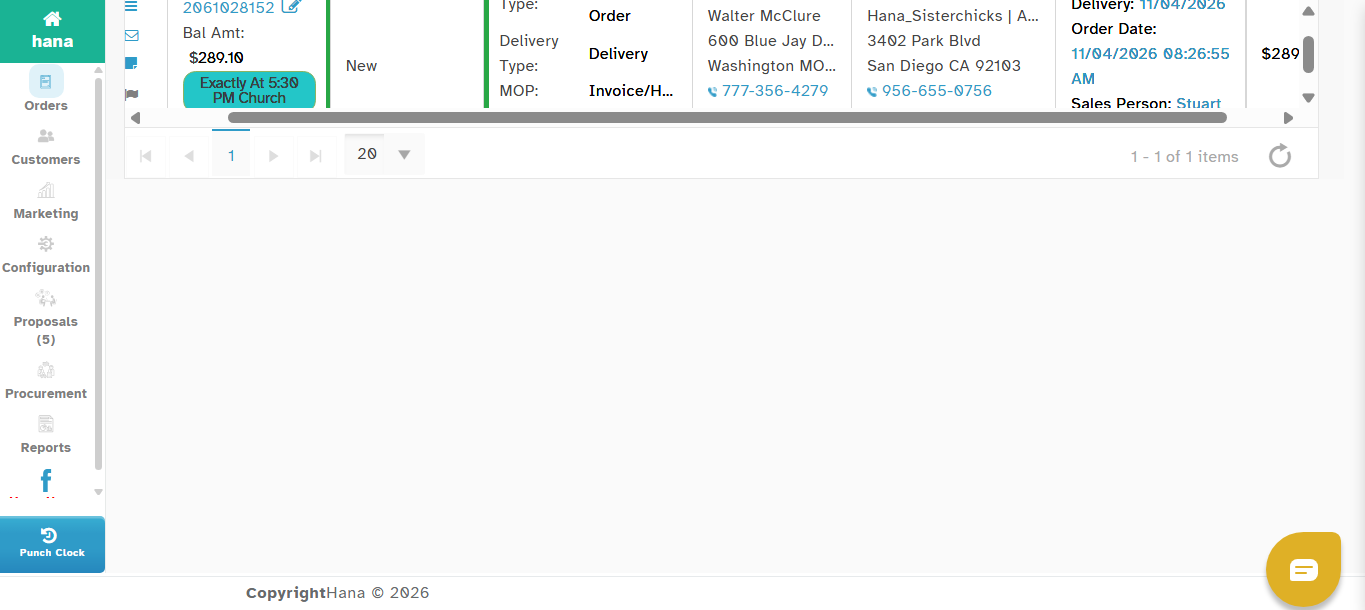 hana
Orders
Customers
Marketing
Configuration
Proposals
(5)
Procurement
Reports
Punch Clock
2061028152
Bal Amt:
$289.10
Exactly At 5:30
PM Church
New
Type:
Order
Delivery
Type:
Delivery
MOP:
Invoice/H...
Walter McClure
600 Blue Jay D...
Washington MO...
777-356-4279
Hana_Sisterchicks | A...
3402 Park Blvd
San Diego CA 92103
956-655-0756
Delivery: 11/04/2026
Order Date:
11/04/2026 08:26:55
AM
Sales Person: Stuart
$289
1
20
1 - 1 of 1 items
CopyrightHana © 2026